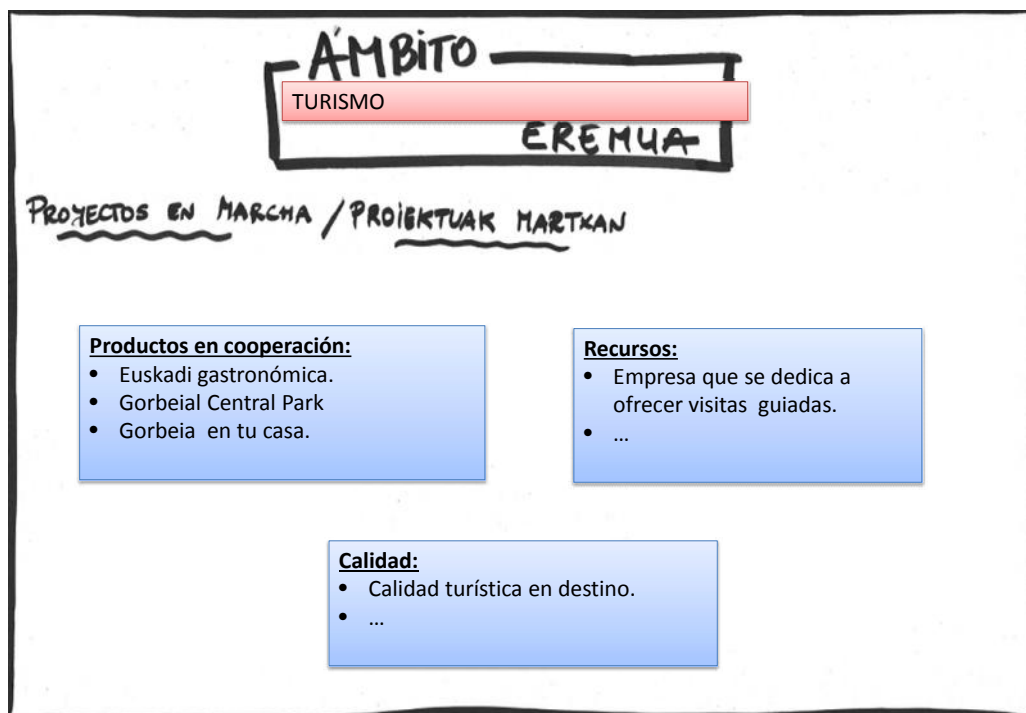 ÁMBITO
TURISMO
EREMUA
PROYECTOS EN MARCHA / PROIEKTUAK MARTXAN
Productos en cooperación:
• Euskadi gastronómica.
• Gorbeial Central Park
• Gorbeia en tu casa.
Recursos:
• Empresa que se dedica a
ofrecer visitas guiadas.
• …
Calidad:
• Calidad turística en destino.
• …